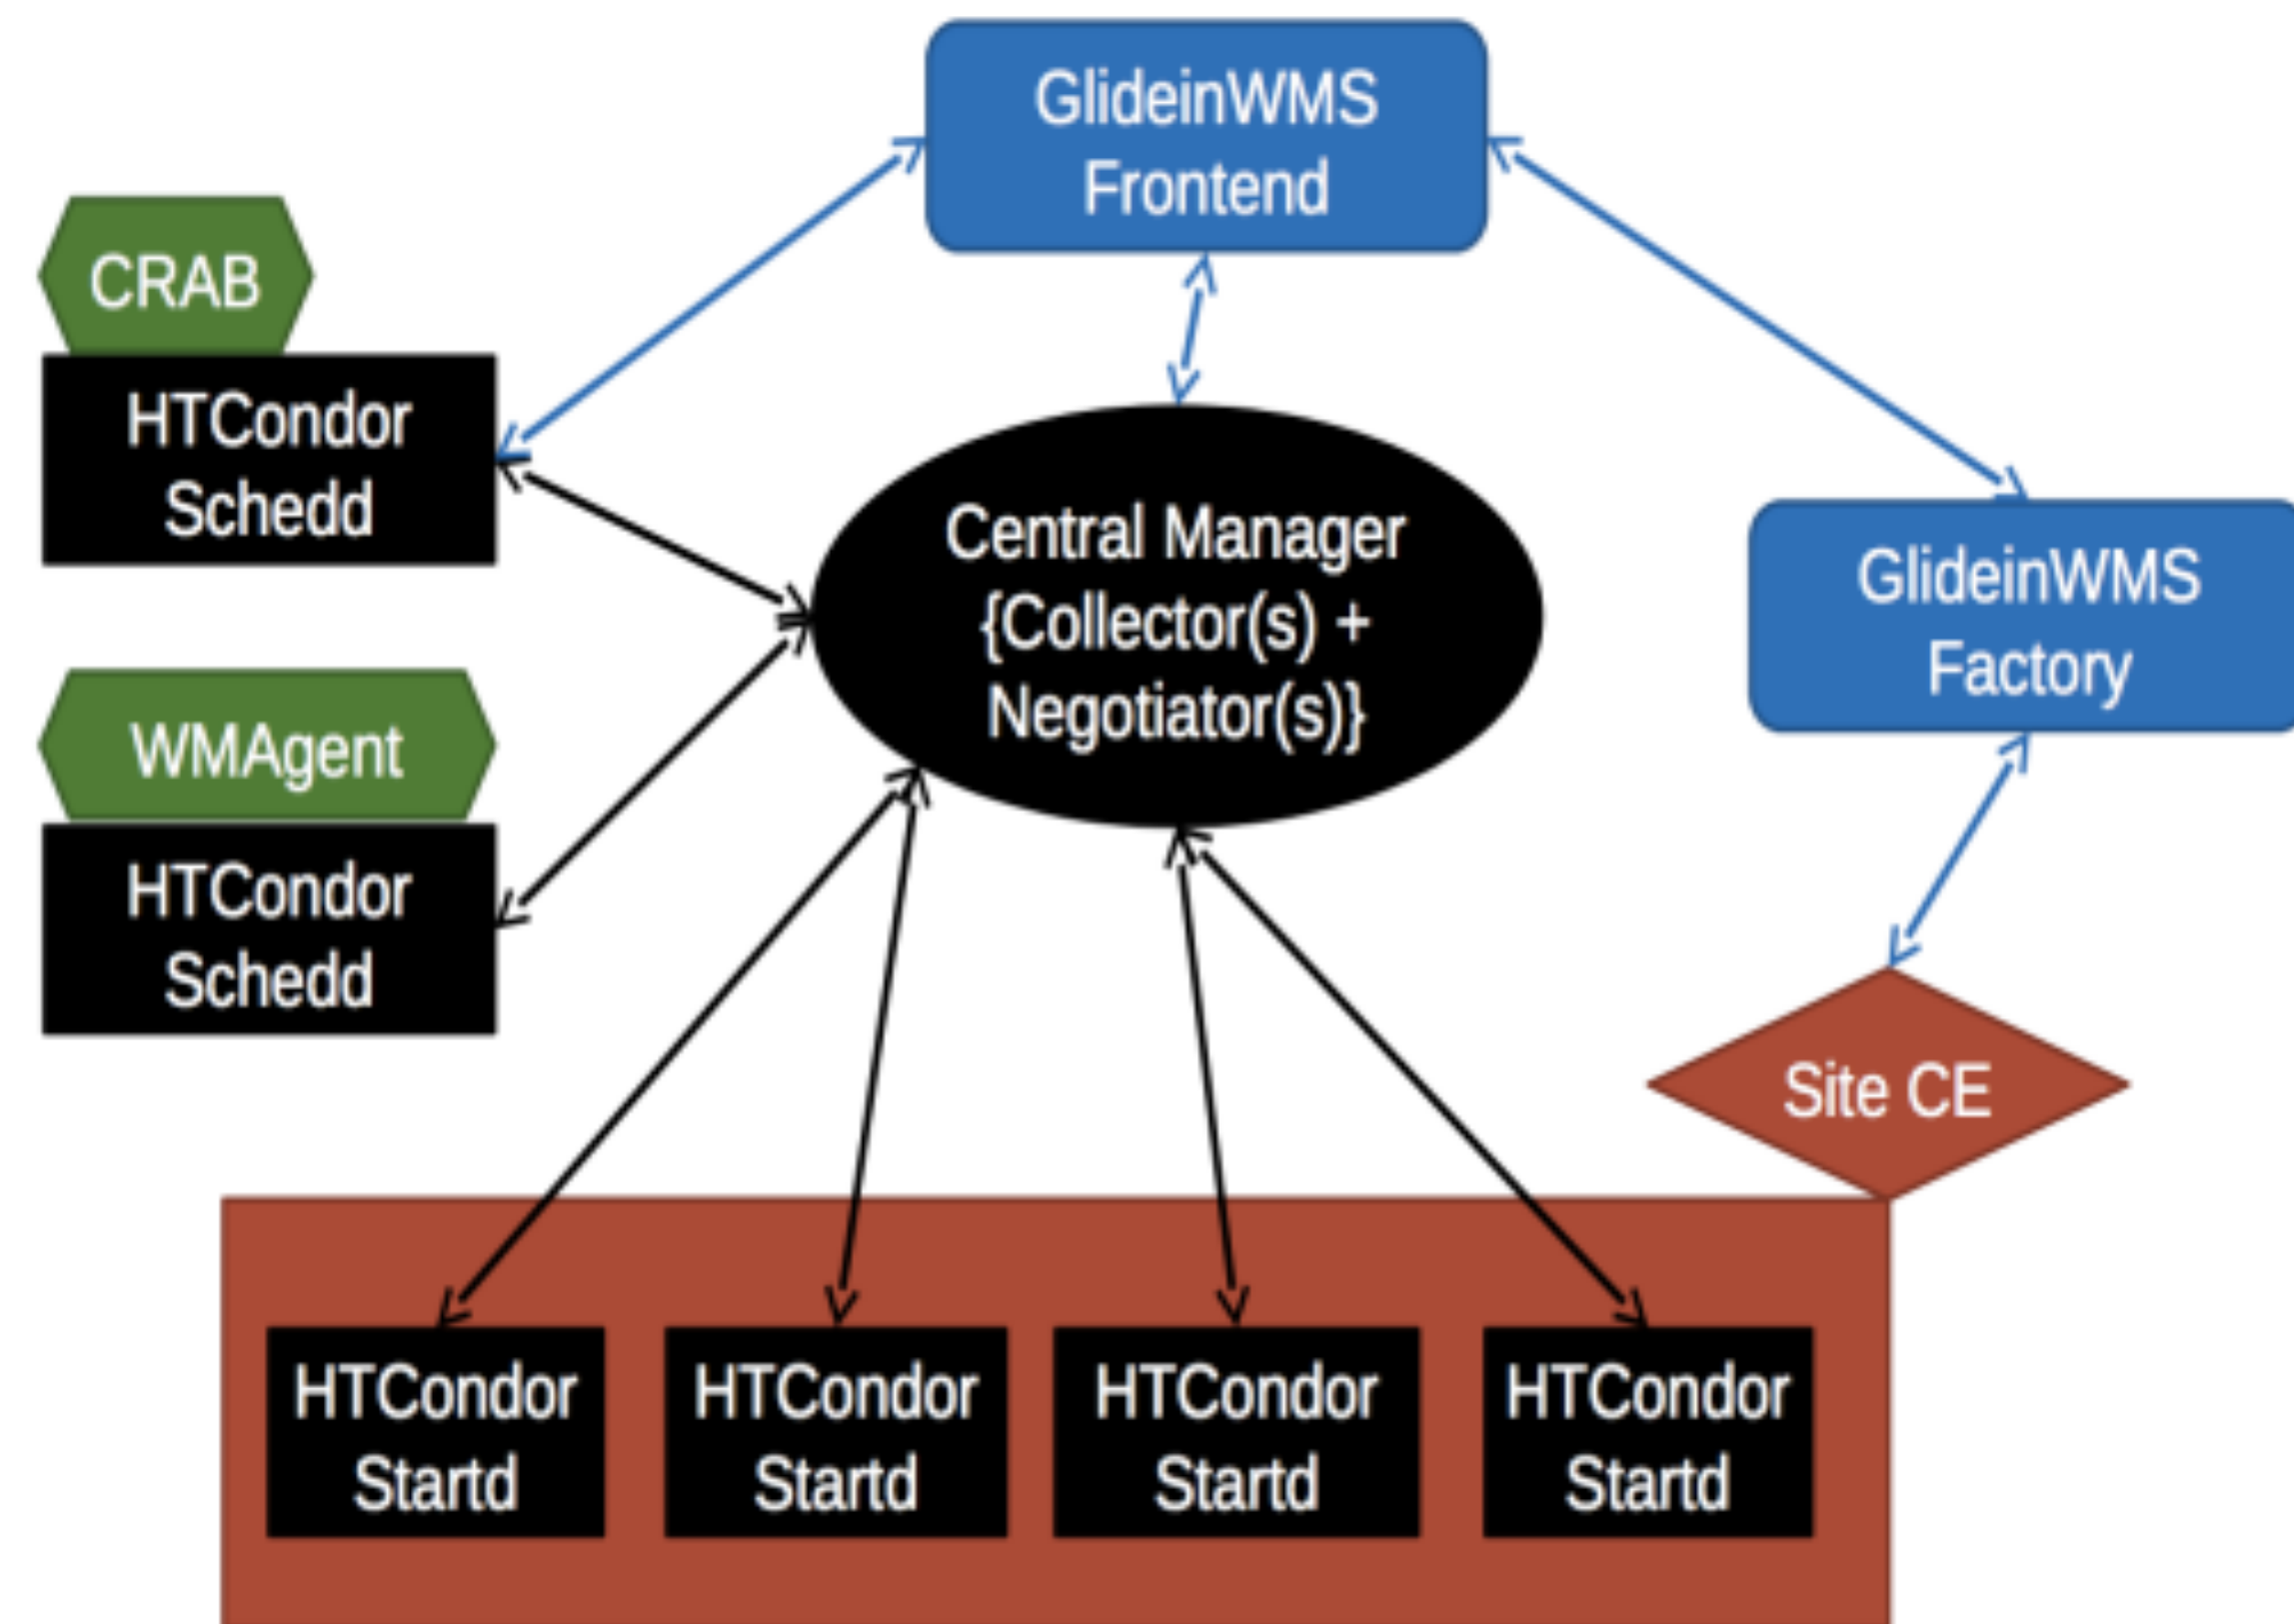 GlideinWMS
Frontend
CRAB
HTCondor
Schedd
Central Manager
{Collector(s) +
Negotiator(s)}
GlideinWMS
Factory
WMAgent
HTCondor
Schedd
Site CE
HTCondor
Startd
HTCondor
Startd
HTCondor
Startd
HTCondor
Startd